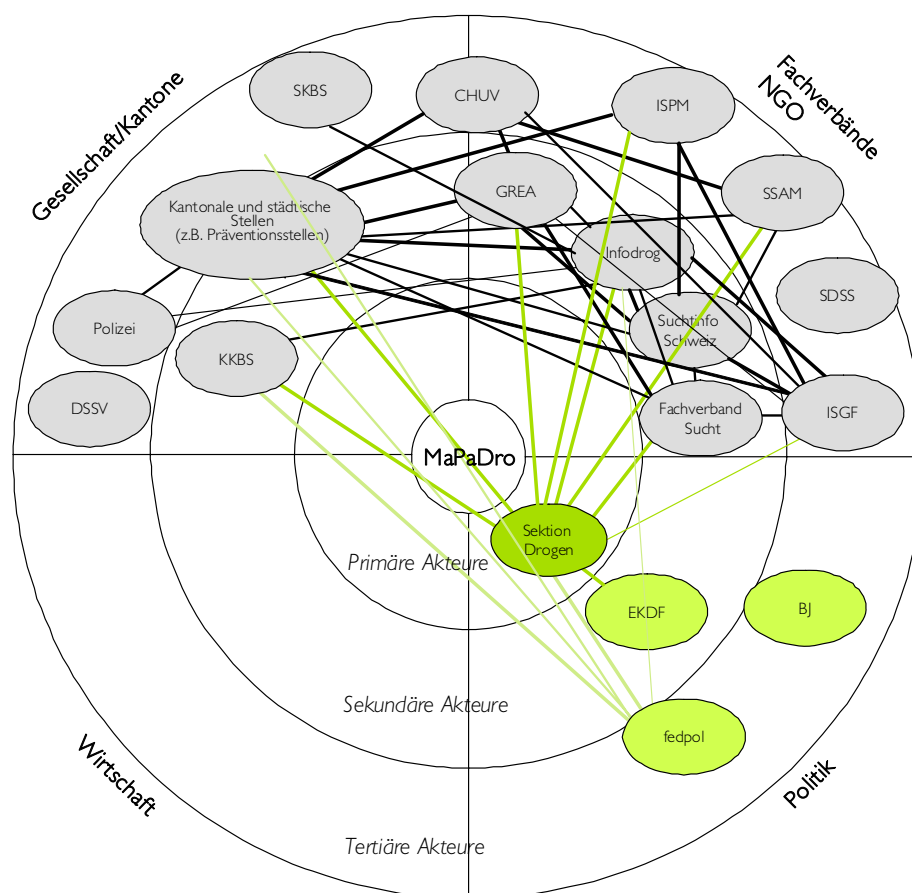 Gesellschaft/Kantone
Fachverbände
NGO
SKBS
CHUV
ISPM
GREA
SSAM
Kantonale und städtische
Stellen
(z.B. Präventionsstellen)
Infodrog
SDSS
Polizei
Suchtinfo
Schweiz
KKBS
DSSV
Fachverband
Sucht
ISGF
MaPaDro
Sektion
Drogen
Primäre Akteure
EKDF
BJ
Sekundäre Akteure
fedpol
Wirtschaft
Politik
Tertiäre Akteure